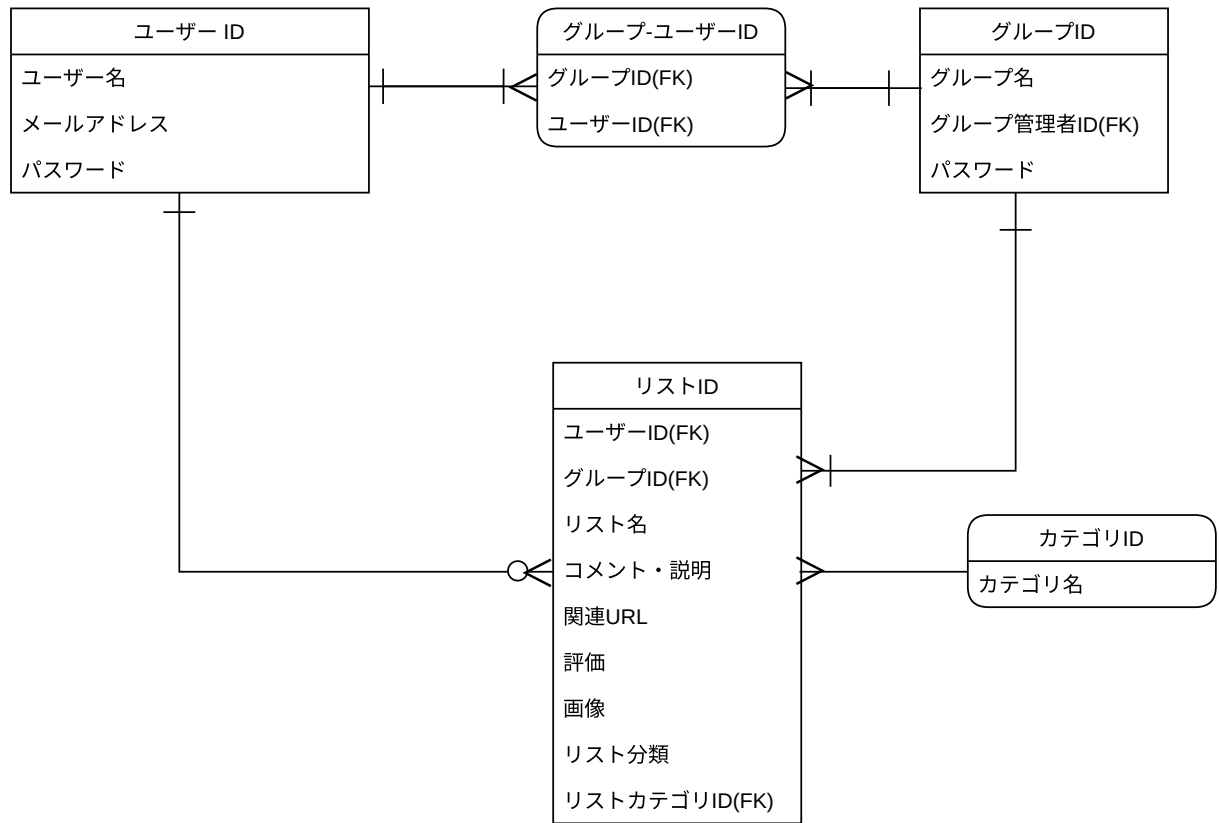 ユーザー ID
ユーザー名
メールアドレス
パスワード
グループ-ユーザーID
グループID(FK)
ユーザーID(FK)
グループID
グループ名
グループ管理者ID(FK)
パスワード
リストID
ユーザーID(FK)
グループID(FK)
リスト名
コメント・説明
関連URL
評価
画像
リスト分類
リストカテゴリID(FK)
カテゴリID
カテゴリ名